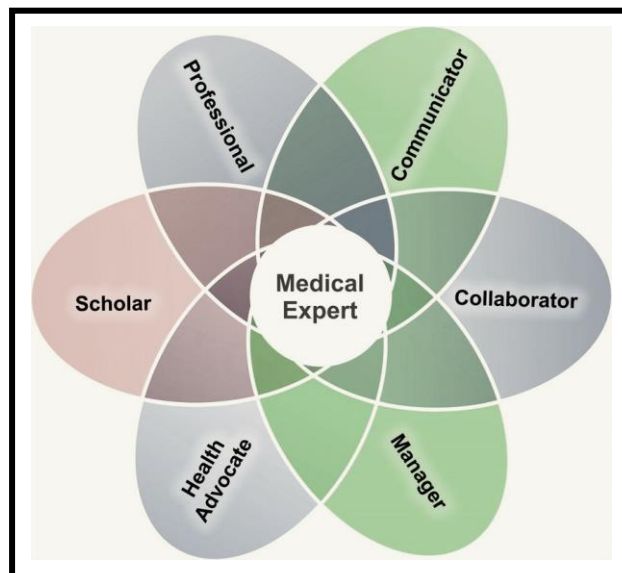 Professional
Communicator
Scholar
Medical
Expert
Collaborator
Health
Advocate
Manager